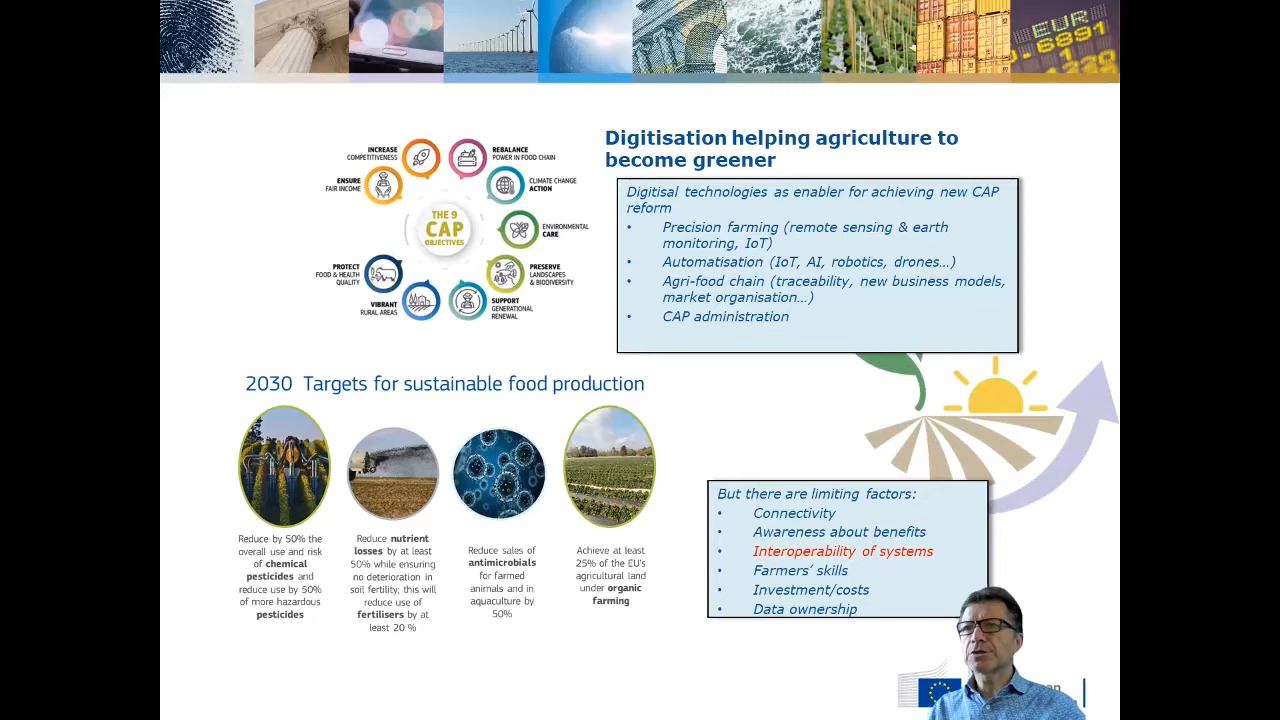 EUR
6891
1
Digitisation helping agriculture to
become greener
INCREASE
COMPETITIVENESS
REBALANCE
POWER IN FOOD CHAIN
ENSURE
FAIR INCOME
CLIMATE CHANGE
ACTION
THE 9
CAP
OBJECTIVES
ENVIRONMENTAL
CARE
PROTECT
FOOD & HEALTH
QUALITY
PRESERVE
LANDSCAPES
& BIODIVERSITY
VIBRANT
RURAL AREAS
SUPPORT
GENERATIONAL
RENEWAL
Digitisal technologies as enabler for achieving new CAP
reform
• Precision farming (remote sensing & earth
monitoring, IoT)
• Automatisation (IoT, AI, robotics, drones…)
• Agri-food chain (traceability, new business models,
market organisation…)
• CAP administration
2030 Targets for sustainable food production
Reduce by 50% the
overall use and risk
of chemical
pesticides and
reduce use by 50%
of more hazardous
pesticides
Reduce nutrient
losses by at least
50% while ensuring
no deterioration in
soil fertility; this will
reduce use of
fertilisers by at
least 20 %
Reduce sales of
antimicrobials
for farmed
animals and in
aquaculture by
50%
Achieve at least
25% of the EU's
agricultural land
under organic
farming
But there are limiting factors:
• Connectivity
• Awareness about benefits
• Interoperability of systems
• Farmers' skills
• Investment/costs
• Data ownership